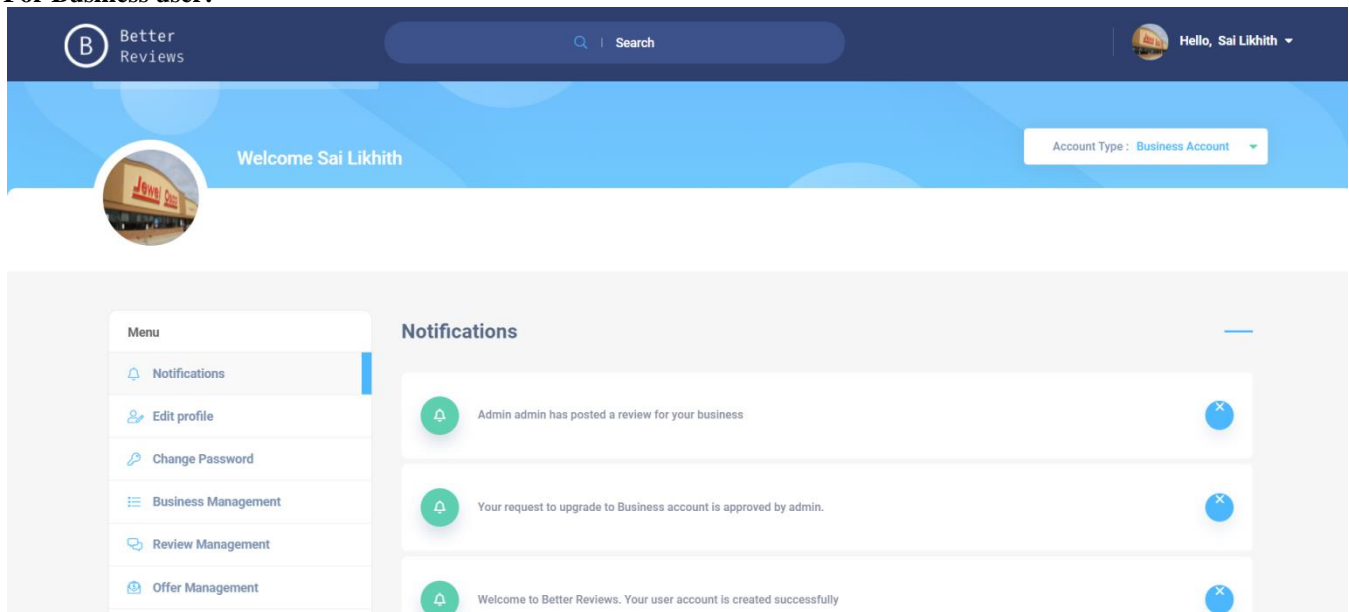 For Business user:
Better
Reviews
Search
Hello, Sai Likhith
Welcome Sai Likhith
Account Type : Business Account
Jewel Osco
Menu
Notifications
Edit profile
Change Password
Business Management
Review Management
Offer Management
Notifications
Admin admin has posted a review for your business
Your request to upgrade to Business account is approved by admin.
Welcome to Better Reviews. Your user account is created successfully